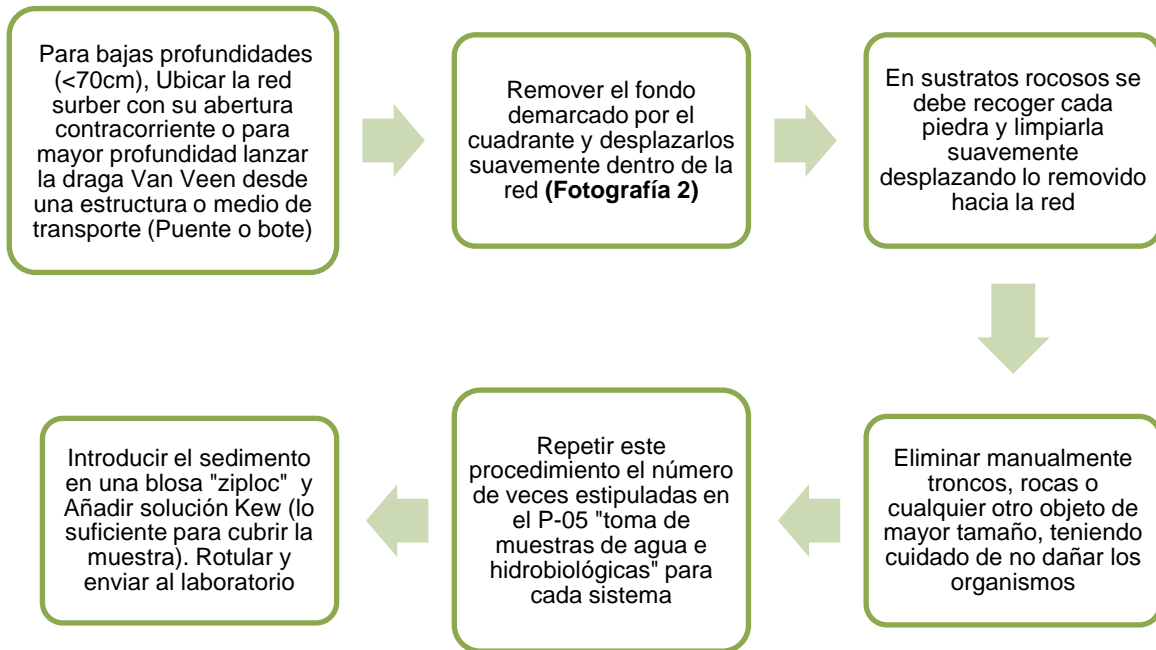 Para bajas profundidades
(<70cm), Ubicar la red
surber con su abertura
contracorriente o para
mayor profundidad lanzar
la draga Van Veen desde
una estructura o medio de
transporte (Puente o bote)
Remover el fondo
demarcado por el
cuadrante y desplazarlos
suavemente dentro de la
red (Fotografía 2)
En sustratos rocosos se
debe recoger cada
piedra y limpiarla
suavemente
desplazando lo removido
hacia la red
Eliminar manualmente
troncos, rocas o
cualquier otro objeto de
mayor tamaño, teniendo
cuidado de no dañar los
organismos
Repetir este
procedimiento el número
de veces estipuladas en
el P-05 "toma de
muestras de agua e
hidrobiológicas" para
cada sistema
Introducir el sedimento
en una blosa "ziploc" y
Añadir solución Kew (lo
suficiente para cubrir la
muestra). Rotular y
enviar al laboratorio